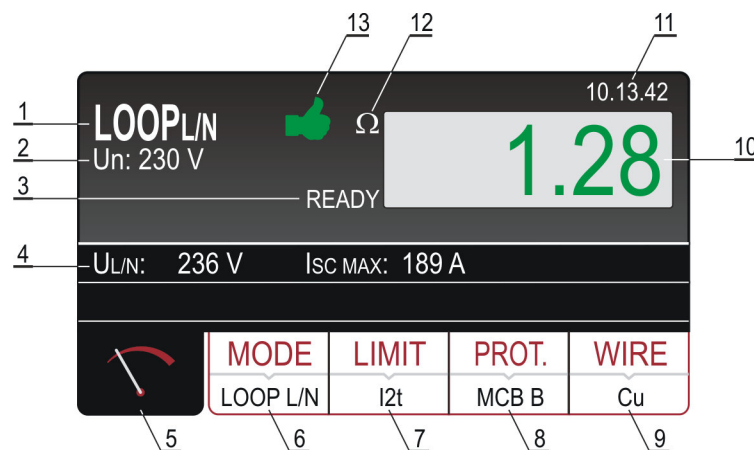 13 12 11
10.13.42
1 LOOPL/N Ω
1.28 10
2 Un: 230 V
3 READY
4 UL/N: 236 V ISC MAX: 189 A
MODE LIMIT PROT. WIRE
LOOP L/N I2t MCB B Cu
5 6 7 8 9